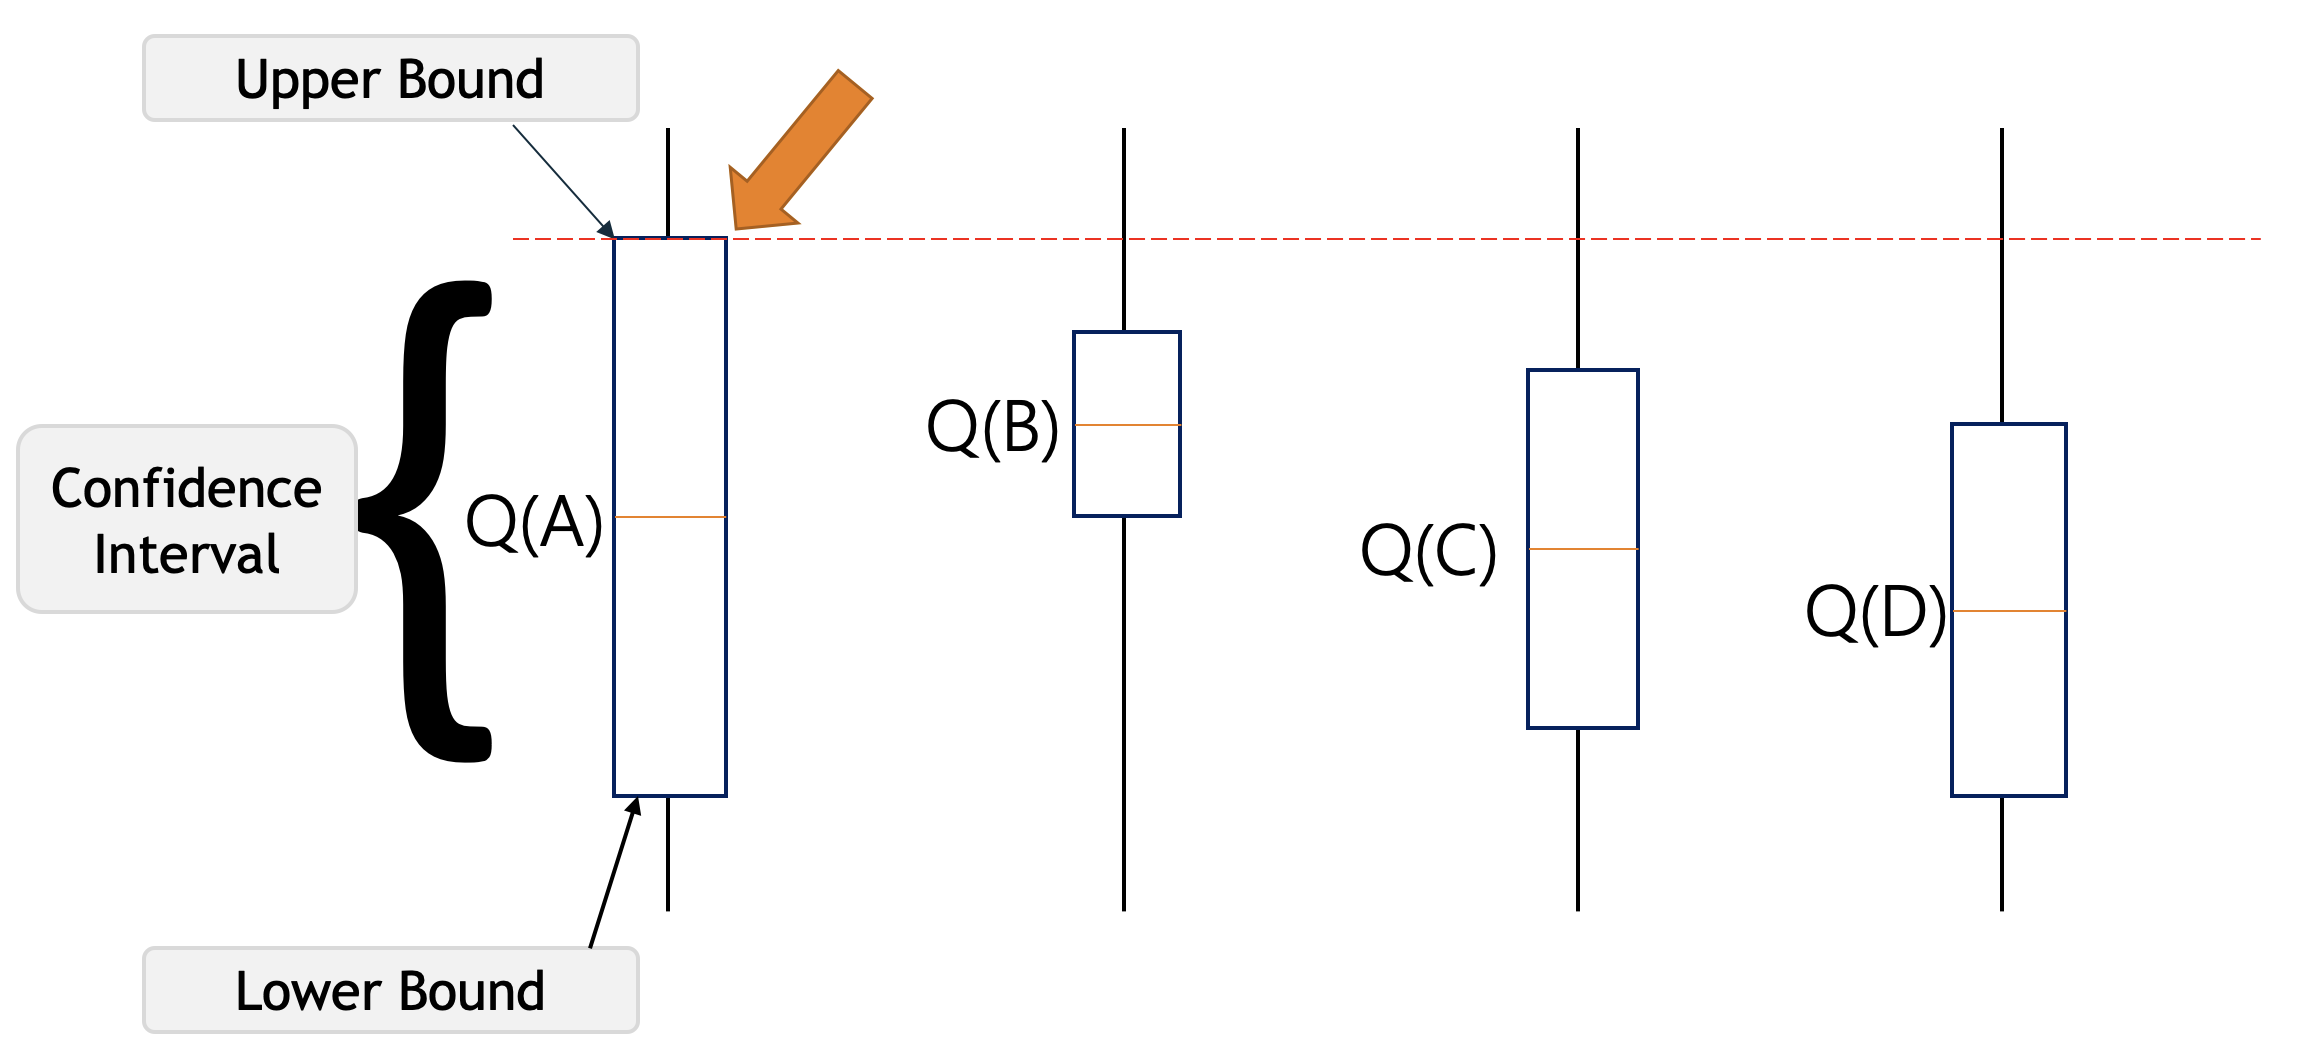 Upper Bound
Confidence
Interval
Q(A)
Q(B)
Q(C)
Q(D)
Lower Bound